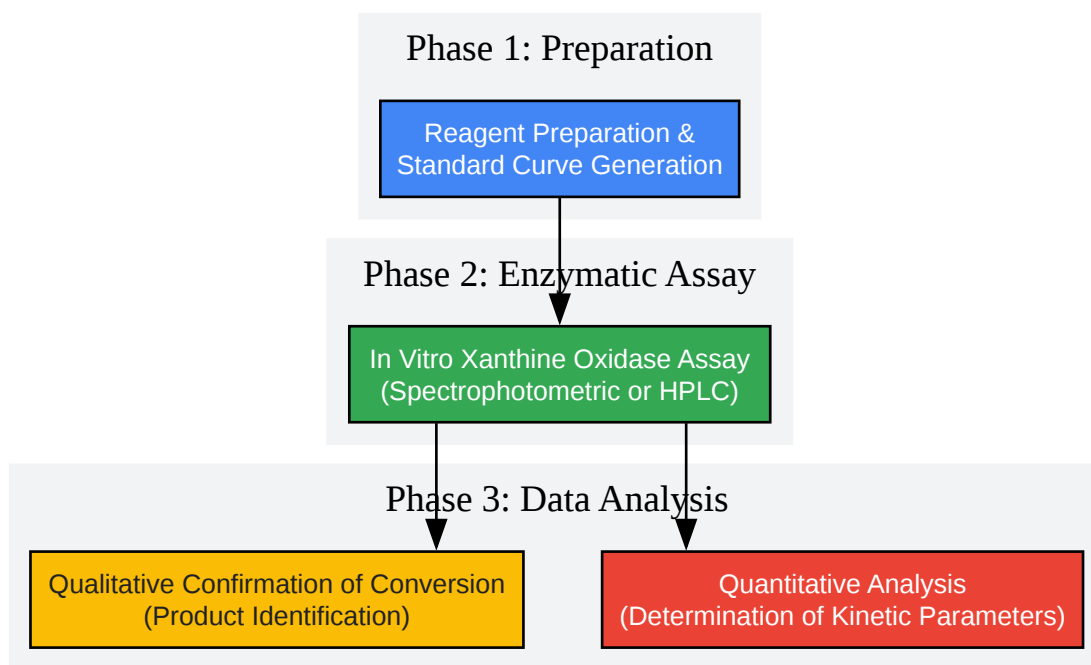 Phase 1: Preparation
Reagent Preparation &
Standard Curve Generation
Phase 2: Enzymatic Assay
In Vitro Xanthine Oxidase Assay
(Spectrophotometric or HPLC)
Phase 3: Data Analysis
Qualitative Confirmation of Conversion
(Product Identification)
Quantitative Analysis
(Determination of Kinetic Parameters)